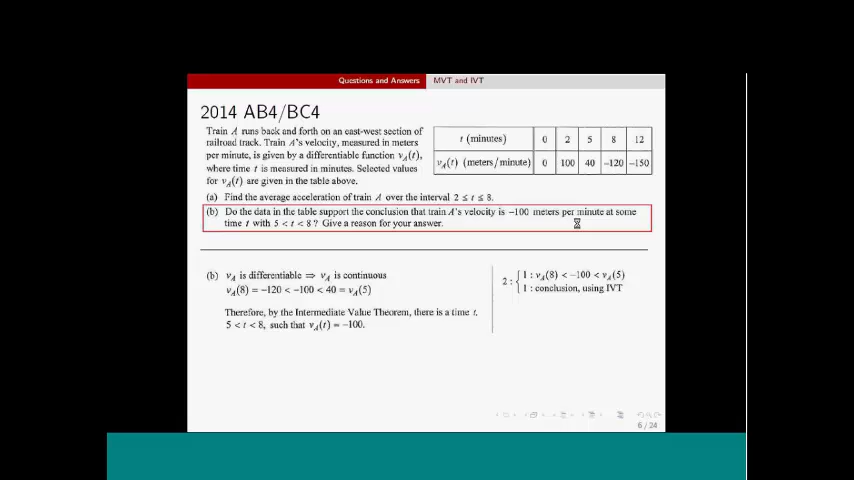 Questions and Answers MVT and IVT
2014 AB4/BC4
Train A runs back and forth on an east-west section of
railroad track. Train A's velocity, measured in meters
per minute, is given by a differentiable function v_A(t),
where time t is measured in minutes. Selected values
for v_A(t) are given in the table above.
t (minutes) 0 2 5 8 12
v_A(t) (meters/minute) 0 100 40 −120 −150
(a) Find the average acceleration of train A over the interval 2 ≤ t ≤ 8.
(b) Do the data in the table support the conclusion that train A's velocity is −100 meters per minute at some
time t with 5 < t < 8 ? Give a reason for your answer.
(b) v_A is differentiable ⇒ v_A is continuous
v_A(8) = −120 < −100 < 40 = v_A(5)
Therefore, by the Intermediate Value Theorem, there is a time t,
5 < t < 8, such that v_A(t) = −100.
2 : { 1 : v_A(8) < −100 < v_A(5)
1 : conclusion, using IVT
6 / 24